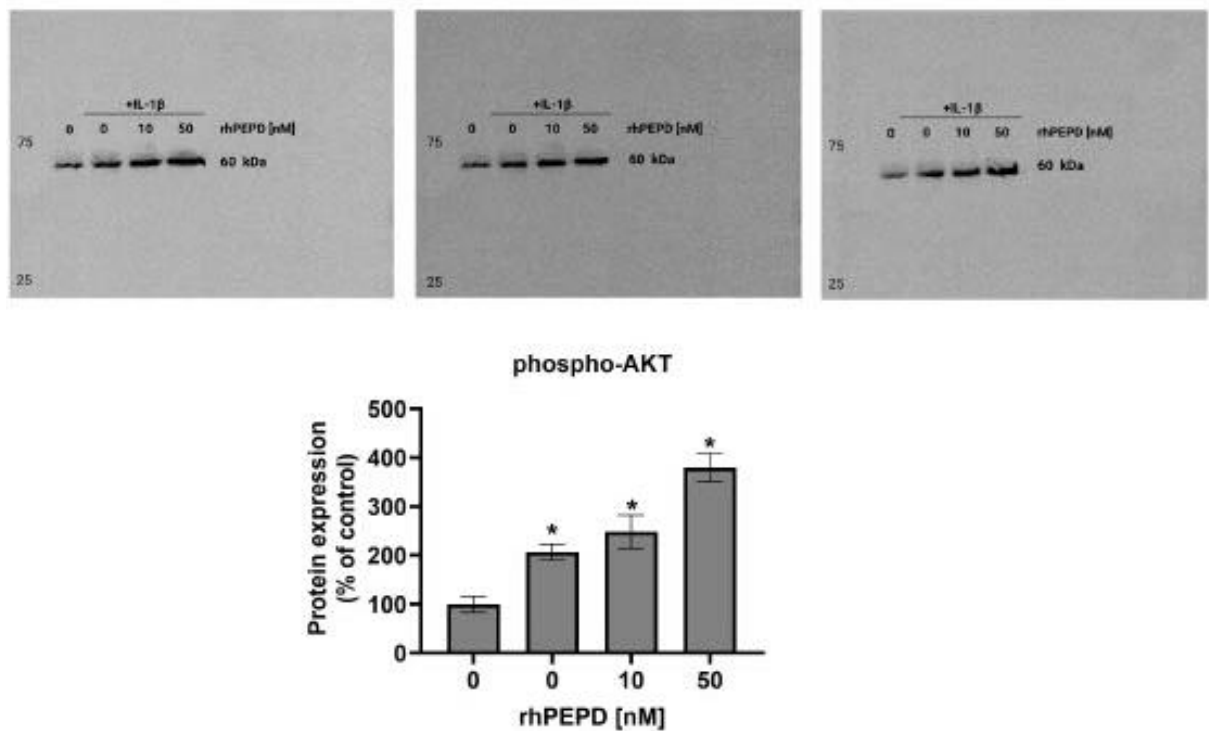 +IL-1β
0 0 10 50 rhPEPD [nM]
75
60 kDa
25
+IL-1β
0 0 10 50 rhPEPD [nM]
75
60 kDa
25
+IL-1β
0 0 10 50 rhPEPD [nM]
75
60 kDa
25
phospho-AKT
Protein expression
(% of control)
500
400
300
200
100
0
*
*
*
0 0 10 50
rhPEPD [nM]